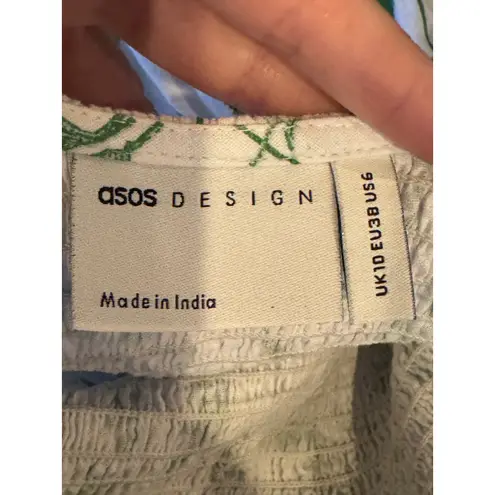 asos DESIGN
Made in India
UK10 EU38 US6